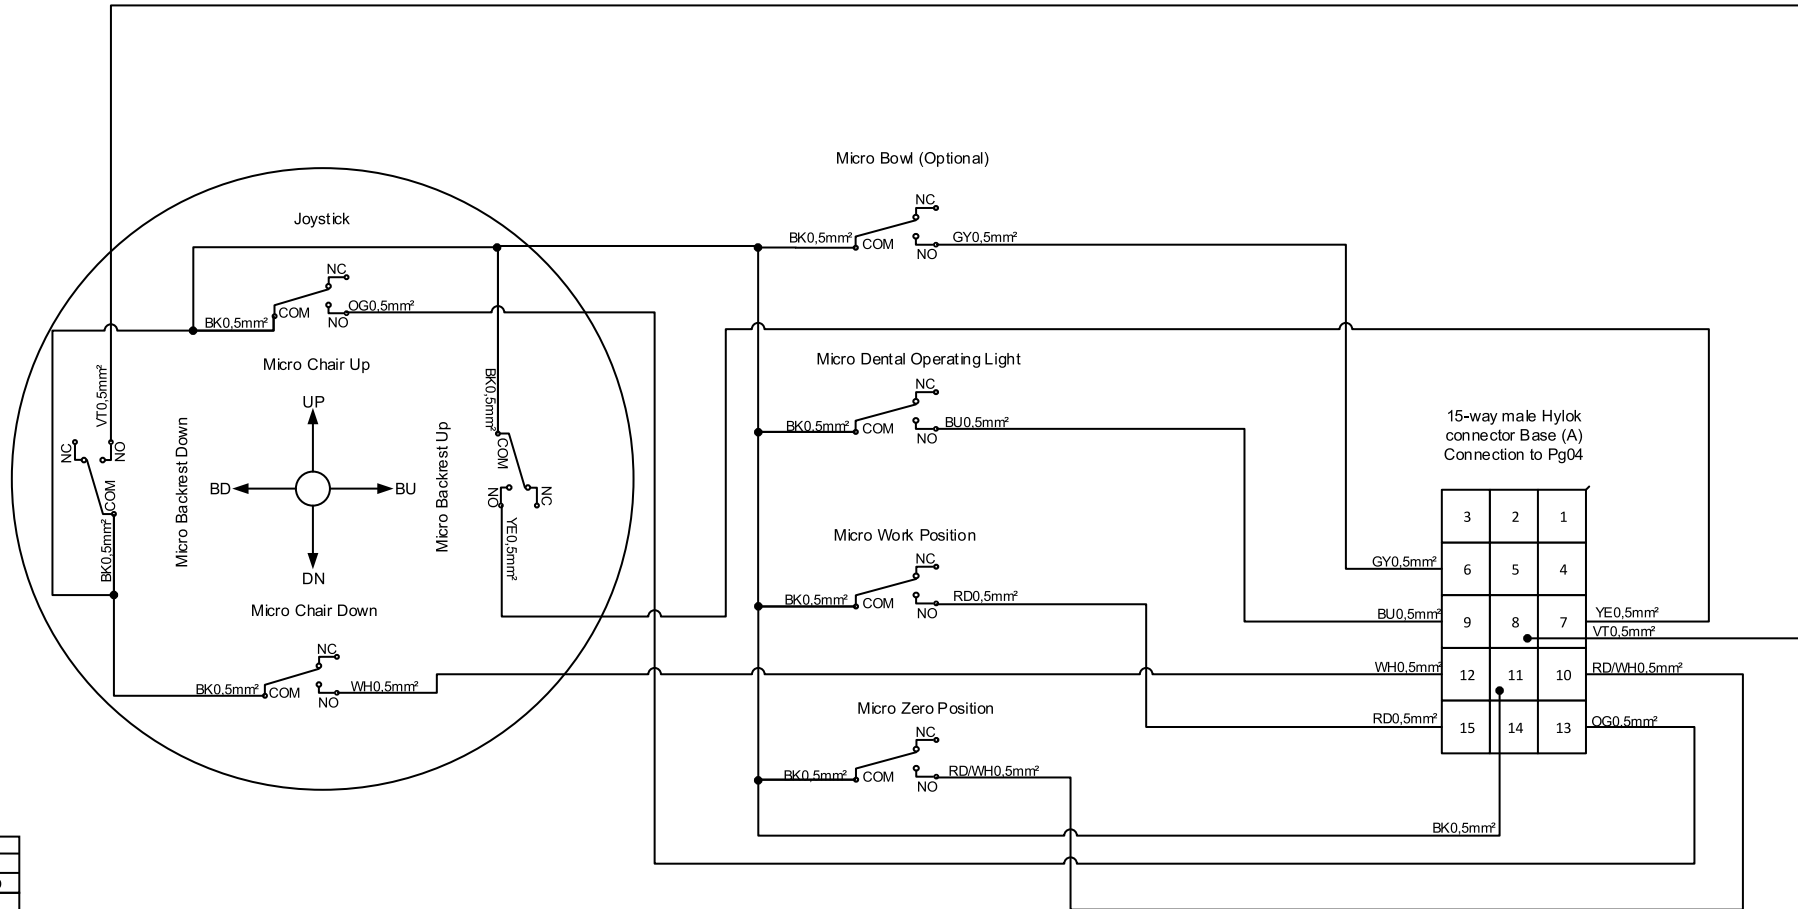 Micro Bowl (Optional)
NC
BK0,5mm²
COM
NO
GY0,5mm²
Joystick
NC
BK0,5mm²
COM
NO
OG0,5mm²
Micro Chair Up
UP
BD
BU
DN
Micro Chair Down
VT0,5mm²
NC
NO
COM
BK0,5mm²
Micro Backrest Down
Micro Backrest Up
BK0,5mm²
COM
NO
NC
YE0,5mm²
NC
BK0,5mm²
COM
NO
WH0,5mm²
Micro Dental Operating Light
NC
BK0,5mm²
COM
NO
BU0,5mm²
Micro Work Position
NC
BK0,5mm²
COM
NO
RD0,5mm²
Micro Zero Position
NC
BK0,5mm²
COM
NO
RD/WH0,5mm²
15-way male Hylok
connector Base (A)
Connection to Pg04
3 2 1
GY0,5mm² 6 5 4
BU0,5mm² 9 8 7 YE0,5mm²
VT0,5mm²
WH0,5mm² 12 11 10 RD/WH0,5mm²
RD0,5mm² 15 14 13 OG0,5mm²
BK0,5mm²